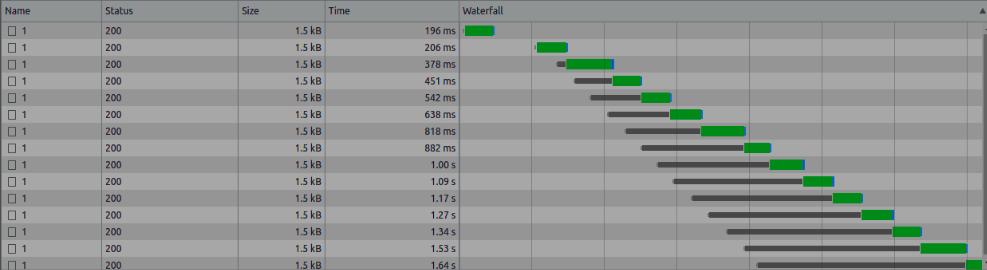 Name Status Size Time Waterfall
1 200 1.5 kB 196 ms
1 200 1.5 kB 206 ms
1 200 1.5 kB 378 ms
1 200 1.5 kB 451 ms
1 200 1.5 kB 542 ms
1 200 1.5 kB 638 ms
1 200 1.5 kB 818 ms
1 200 1.5 kB 882 ms
1 200 1.5 kB 1.00 s
1 200 1.5 kB 1.09 s
1 200 1.5 kB 1.17 s
1 200 1.5 kB 1.27 s
1 200 1.5 kB 1.34 s
1 200 1.5 kB 1.53 s
1 200 1.5 kB 1.64 s